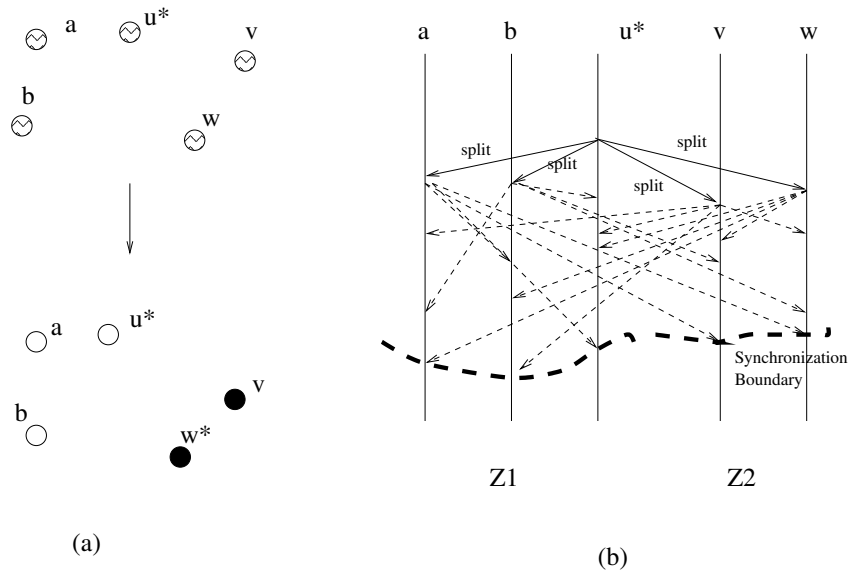 a
u*
v
b
w
a
u*
b
v
w*
(a)
a b u* v w
split
split
split
split
Synchronization
Boundary
Z1 Z2
(b)